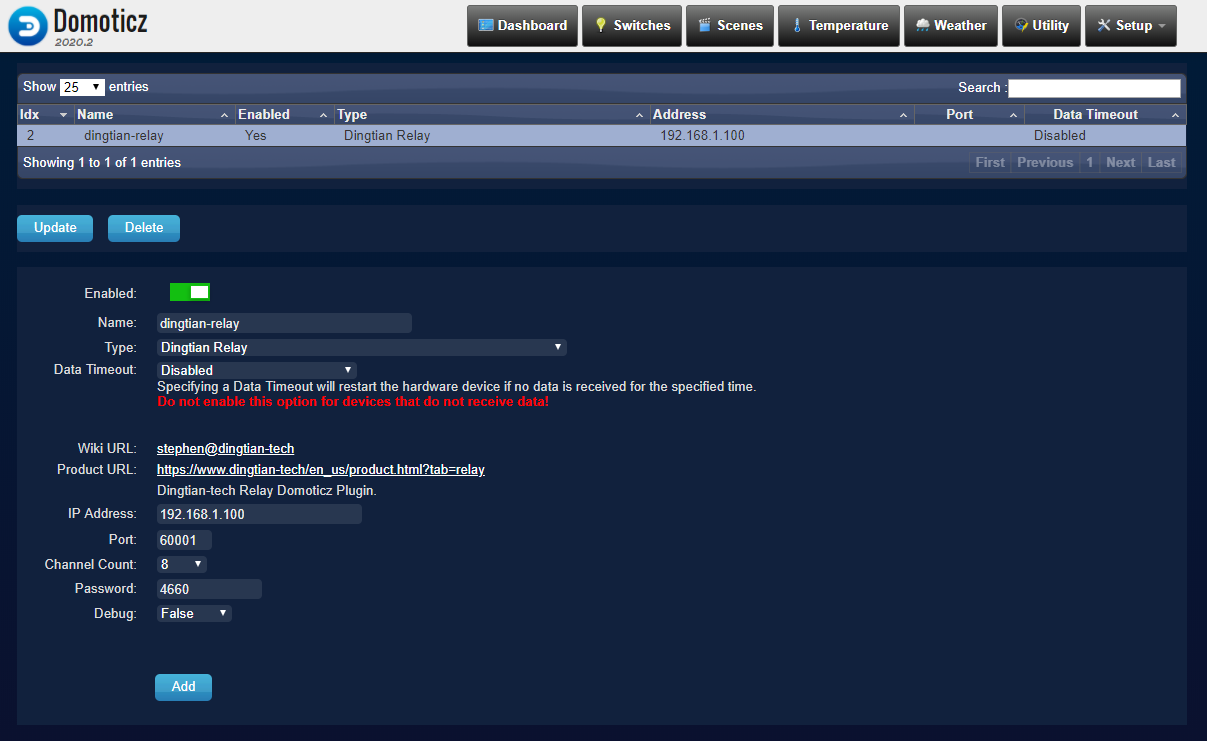 Domoticz
2020.2
Dashboard Switches Scenes Temperature Weather Utility Setup
Show 25 entries Search :
Idx Name Enabled Type Address Port Data Timeout
2 dingtian-relay Yes Dingtian Relay 192.168.1.100 Disabled
Showing 1 to 1 of 1 entries First Previous 1 Next Last
Update Delete
Enabled:
Name: dingtian-relay
Type: Dingtian Relay
Data Timeout: Disabled
Specifying a Data Timeout will restart the hardware device if no data is received for the specified time.
Do not enable this option for devices that do not receive data!
Wiki URL: stephen@dingtian-tech
Product URL: https://www.dingtian-tech/en_us/product.html?tab=relay
Dingtian-tech Relay Domoticz Plugin.
IP Address: 192.168.1.100
Port: 60001
Channel Count: 8
Password: 4660
Debug: False
Add